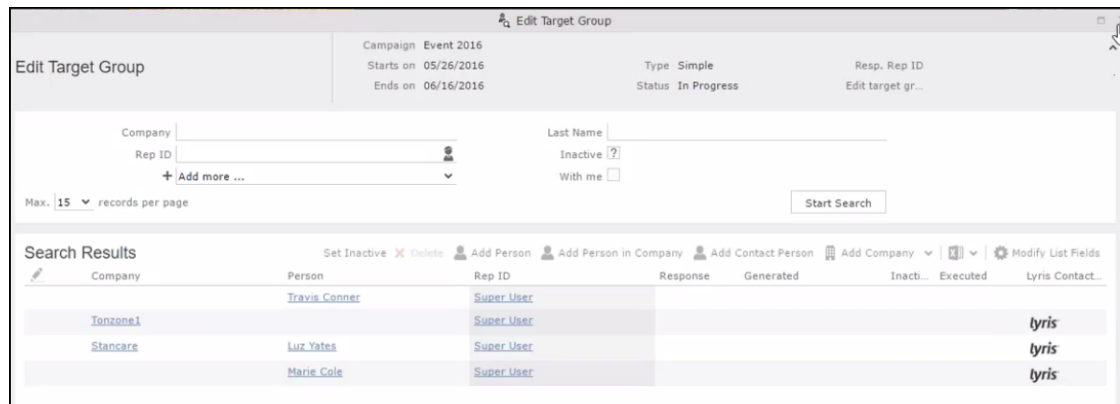 Edit Target Group
Edit Target Group
Campaign Event 2016
Starts on 05/26/2016 Type Simple Resp. Rep ID
Ends on 06/16/2016 Status In Progress Edit target gr...
Company Last Name
Rep ID Inactive ?
+ Add more ... With me
Max. 15 records per page Start Search
Search Results Set Inactive Delete Add Person Add Person in Company Add Contact Person Add Company Modify List Fields
Company Person Rep ID Response Generated Inacti... Executed Lyris Contact...
Travis Conner Super User
Tonzone1 Super User lyris
Stancare Luz Yates Super User lyris
Marie Cole Super User lyris